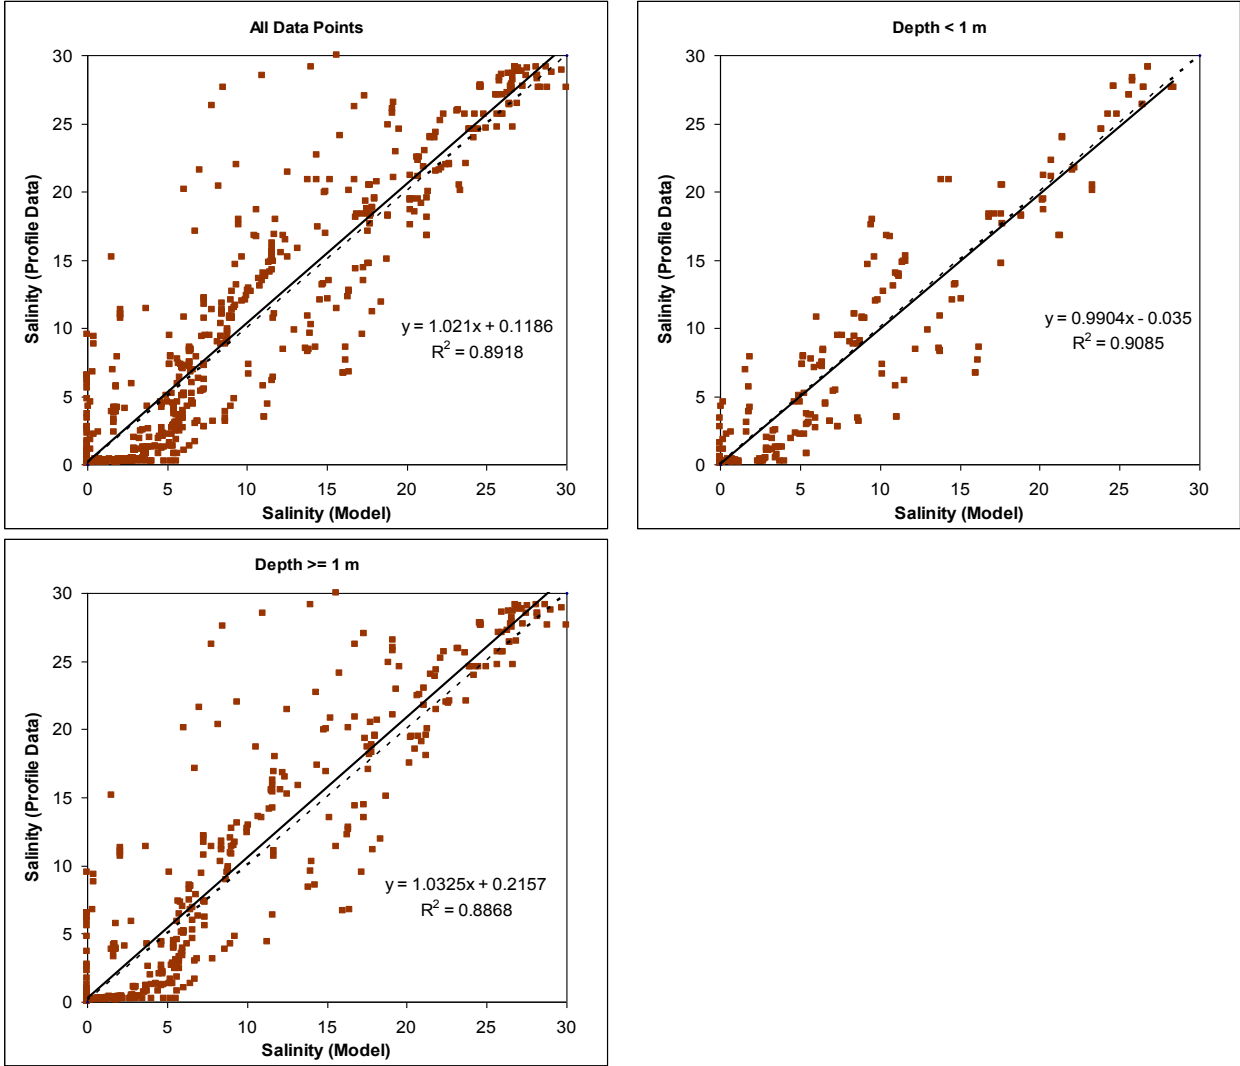 All Data Points
30
25
20
15
10
5
0
Salinity (Profile Data)
y = 1.021x + 0.1186
R² = 0.8918
0 5 10 15 20 25 30
Salinity (Model)
Depth < 1 m
30
25
20
15
10
5
0
Salinity (Profile Data)
y = 0.9904x - 0.035
R² = 0.9085
0 5 10 15 20 25 30
Salinity (Model)
Depth >= 1 m
30
25
20
15
10
5
0
Salinity (Profile Data)
y = 1.0325x + 0.2157
R² = 0.8868
0 5 10 15 20 25 30
Salinity (Model)